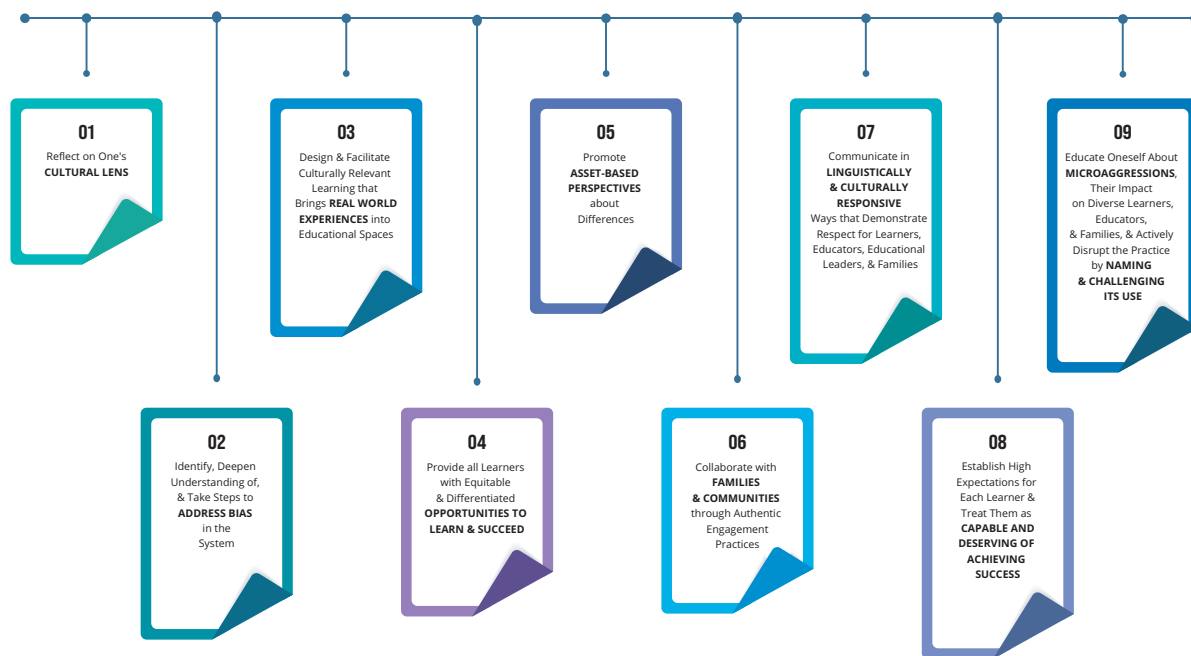 01
Reflect on One's
CULTURAL LENS
02
Identify, Deepen
Understanding of,
& Take Steps to
ADDRESS BIAS
in the
System
03
Design & Facilitate
Culturally Relevant
Learning that
Brings REAL WORLD
EXPERIENCES into
Educational Spaces
04
Provide all Learners
with Equitable
& Differentiated
OPPORTUNITIES TO
LEARN & SUCCEED
05
Promote
ASSET-BASED
PERSPECTIVES
about
Differences
06
Collaborate with
FAMILIES
& COMMUNITIES
through Authentic
Engagement
Practices
07
Communicate in
LINGUISTICALLY
& CULTURALLY
RESPONSIVE
Ways that Demonstrate
Respect for Learners,
Educators, Educational
Leaders, & Families
08
Establish High
Expectations for
Each Learner &
Treat Them as
CAPABLE AND
DESERVING OF
ACHIEVING
SUCCESS
09
Educate Oneself About
MICROAGGRESSIONS,
Their Impact
on Diverse Learners,
Educators,
& Families, & Actively
Disrupt the Practice
by NAMING
& CHALLENGING
ITS USE